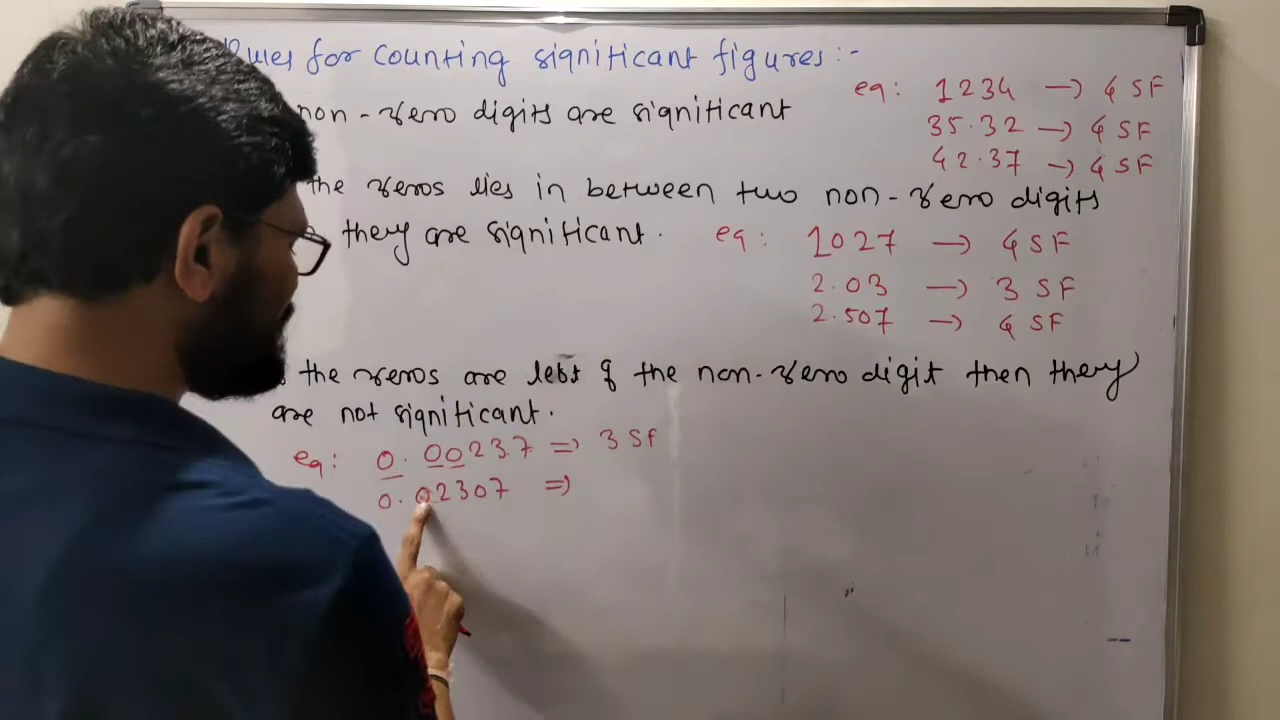 Rules for counting significant figures :-
non-zero digits are significant
eg: 1234 → 4 SF
35.32 → 4 SF
42.37 → 4 SF
the zeros lies in between two non-zero digits
they are significant.
eg: 1027 → 4 SF
2.03 → 3 SF
2.507 → 4 SF
the zeros are left of the non-zero digit then they
are not significant.
eg: 0.00237 => 3 SF
0.02307 =>